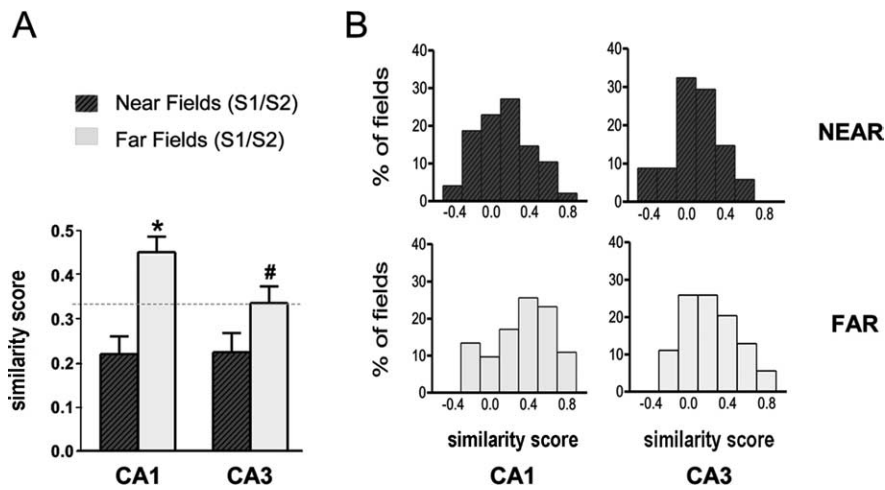 A
B
Near Fields (S1/S2)
Far Fields (S1/S2)
similarity score
0.5
0.4
0.3
0.2
0.1
0.0
*
#
CA1
CA3
% of fields
40
30
20
10
0
-0.4
0.0
0.4
0.8
40
30
20
10
0
-0.4
0.0
0.4
0.8
NEAR
% of fields
40
30
20
10
0
-0.4
0.0
0.4
0.8
40
30
20
10
0
-0.4
0.0
0.4
0.8
FAR
similarity score
similarity score
CA1
CA3